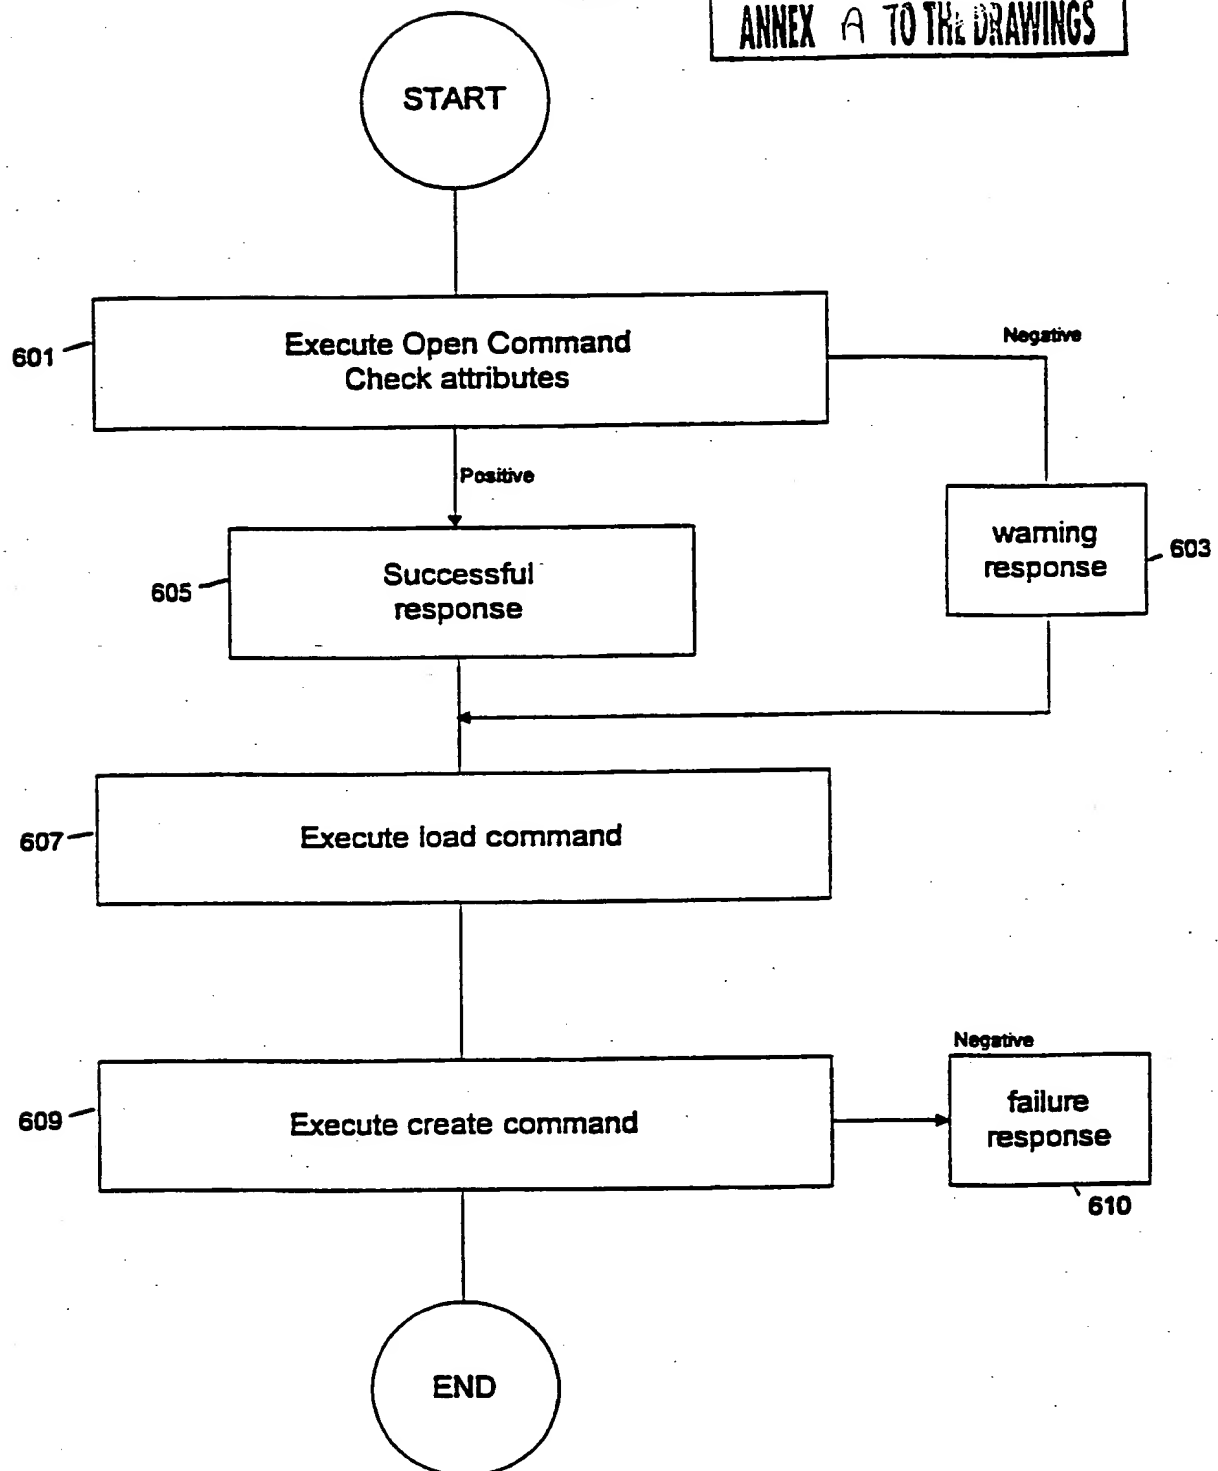 ANNEX A TO THE DRAWINGS
START
601
Execute Open Command
Check attributes
Negative
Positive
605
Successful
response
warning
response
603
607
Execute load command
609
Execute create command
Negative
failure
response
610
END